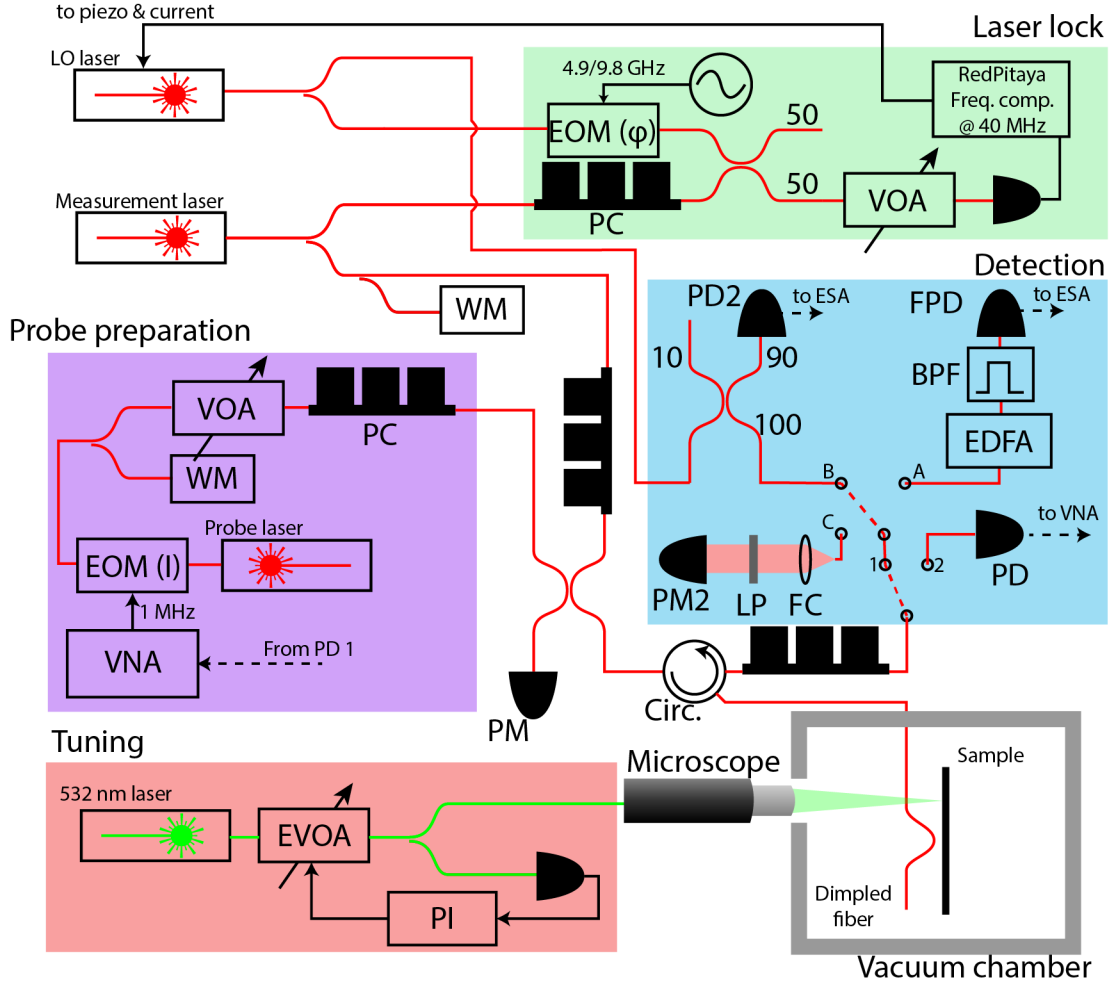 to piezo & current
LO laser
Laser lock
4.9/9.8 GHz
EOM (φ)
50
RedPitaya
Freq. comp.
@ 40 MHz
50
PC
VOA
Measurement laser
WM
Detection
PD2
to ESA
FPD
to ESA
10
90
BPF
100
EDFA
B
A
C
1
2
to VNA
PM2
LP
FC
PD
Probe preparation
VOA
PC
WM
Probe laser
EOM (I)
1 MHz
VNA
From PD 1
PM
Circ.
Tuning
532 nm laser
EVOA
PI
Microscope
Sample
Dimpled
fiber
Vacuum chamber